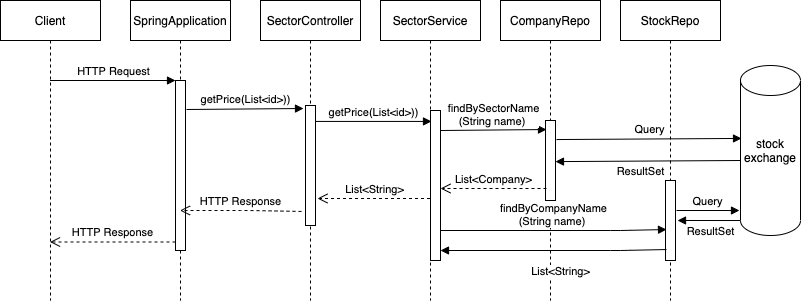 Client
SpringApplication
SectorController
SectorService
CompanyRepo
StockRepo
HTTP Request
getPrice(List<id>))
getPrice(List<id>))
findBySectorName
(String name)
Query
stock
exchange
ResultSet
List<Company>
List<String>
HTTP Response
Query
findByCompanyName
(String name)
ResultSet
HTTP Response
List<String>